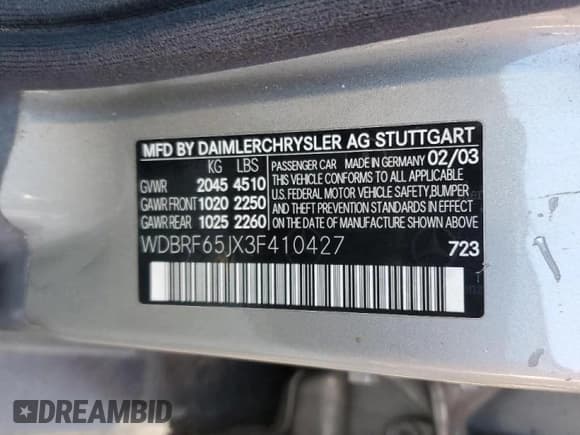 MFD BY DAIMLERCHRYSLER AG STUTTGART
KG LBS
GVWR 2045 4510
GAWR FRONT 1020 2250
GAWR REAR 1025 2260
PASSENGER CAR MADE IN GERMANY 02/03
THIS VEHICLE CONFORMS TO ALL APPLICABLE
U.S. FEDERAL MOTOR VEHICLE SAFETY, BUMPER
AND THEFT PREVENTION STANDARDS IN EFFECT
ON THE DATE OF MANUFACTURE SHOWN ABOVE.
WDBRF65JX3F410427
723
DREAMBID